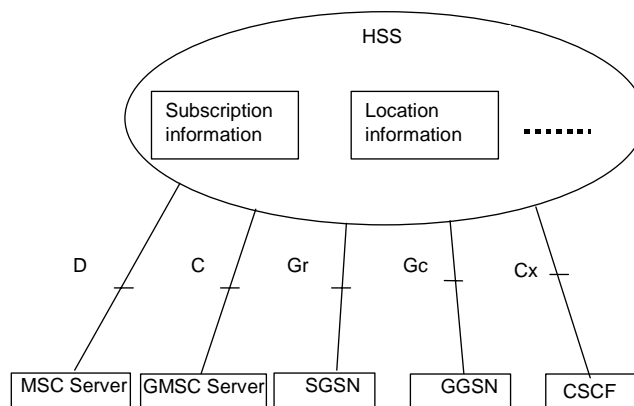 HSS
Subscription
information
Location
information
D
C
Gr
Gc
Cx
MSC Server
GMSC Server
SGSN
GGSN
CSCF